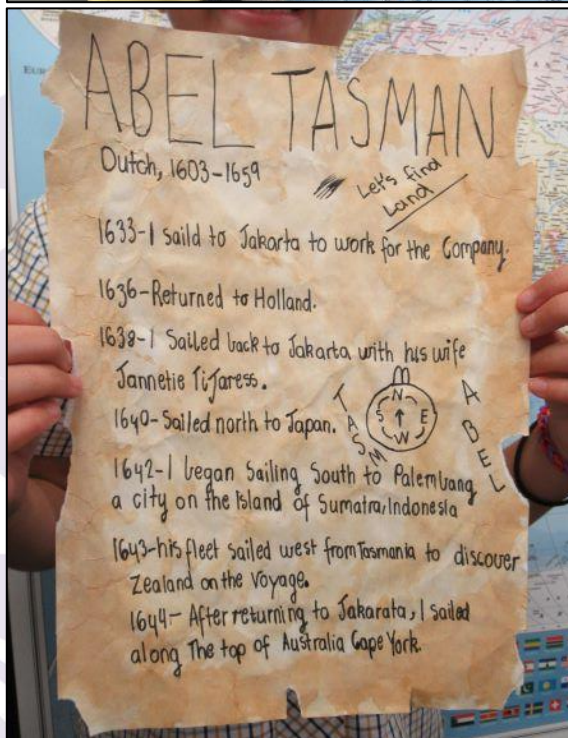 ABEL TASMAN
Dutch, 1603-1659
Let's find
Land
1633-I saild to Jakarta to work for the Company.
1636-Returned to Holland.
1638-I Sailed back to Jakarta with his wife
Jannetie TiJaress.
1640-Sailed north to Japan.
TASM
N
S E
W
ABEL
1642-I began Sailing South to Palembang
a city on the Island of Sumatra, Indonesia
1643-his fleet sailed west from Tasmania to discover
Zealand on the Voyage.
1644- After returning to Jakarata, I sailed
along The top of Australia Cape York.